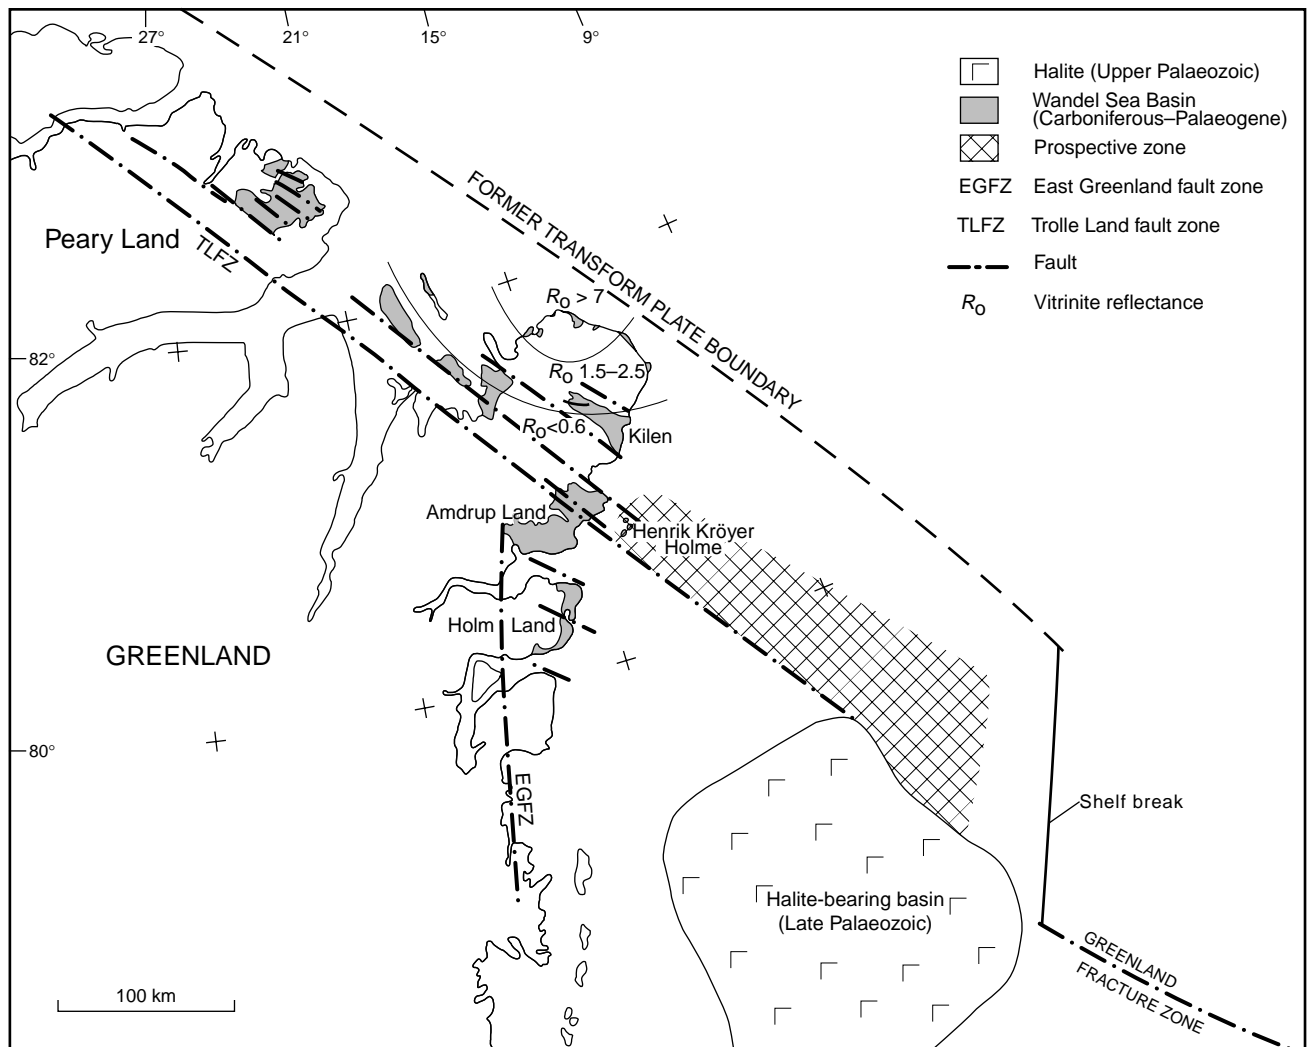 27°
21°
15°
9°
Halite (Upper Palaeozoic)
Wandel Sea Basin
(Carboniferous–Palaeogene)
Prospective zone
EGFZ East Greenland fault zone
TLFZ Trolle Land fault zone
Fault
Ro Vitrinite reflectance
FORMER TRANSFORM PLATE BOUNDARY
Peary Land
TLFZ
Ro > 7
82°
Ro 1.5–2.5
Ro<0.6
Kilen
Amdrup Land
Henrik Kröyer
Holme
Holm Land
GREENLAND
80°
EGFZ
Shelf break
Halite-bearing basin
(Late Palaeozoic)
GREENLAND
FRACTURE ZONE
100 km